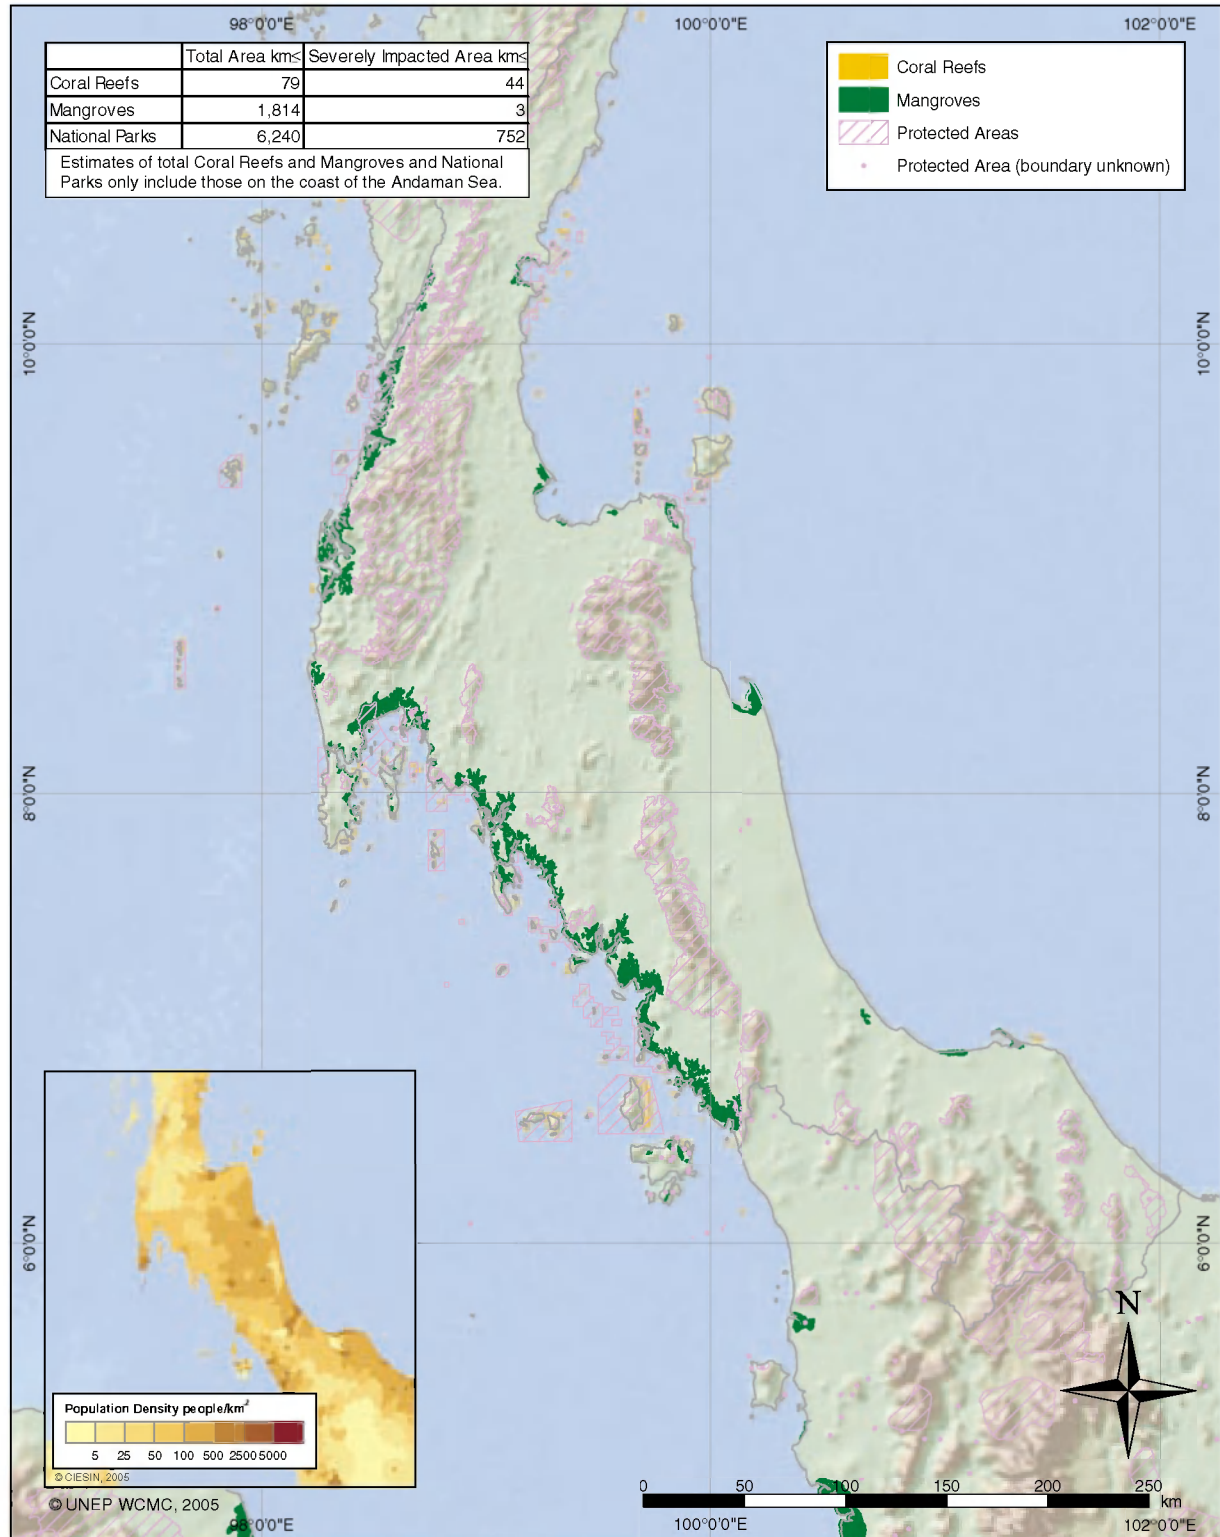 98°0'0"E 100°0'0"E 102°0'0"E
Total Area km≤ Severely Impacted Area km≤
Coral Reefs 79 44
Mangroves 1,814 3
National Parks 6,240 752
Estimates of total Coral Reefs and Mangroves and National
Parks only include those on the coast of the Andaman Sea.
Coral Reefs
Mangroves
Protected Areas
Protected Area (boundary unknown)
10°0'0"N 10°0'0"N
8°0'0"N 8°0'0"N
6°0'0"N 6°0'0"N
N
Population Density people/km²
5 25 50 100 500 2500 5000
© CIESIN, 2005
© UNEP WCMC, 2005
0 50 100 150 200 250
km
98°0'0"E 100°0'0"E 102°0'0"E